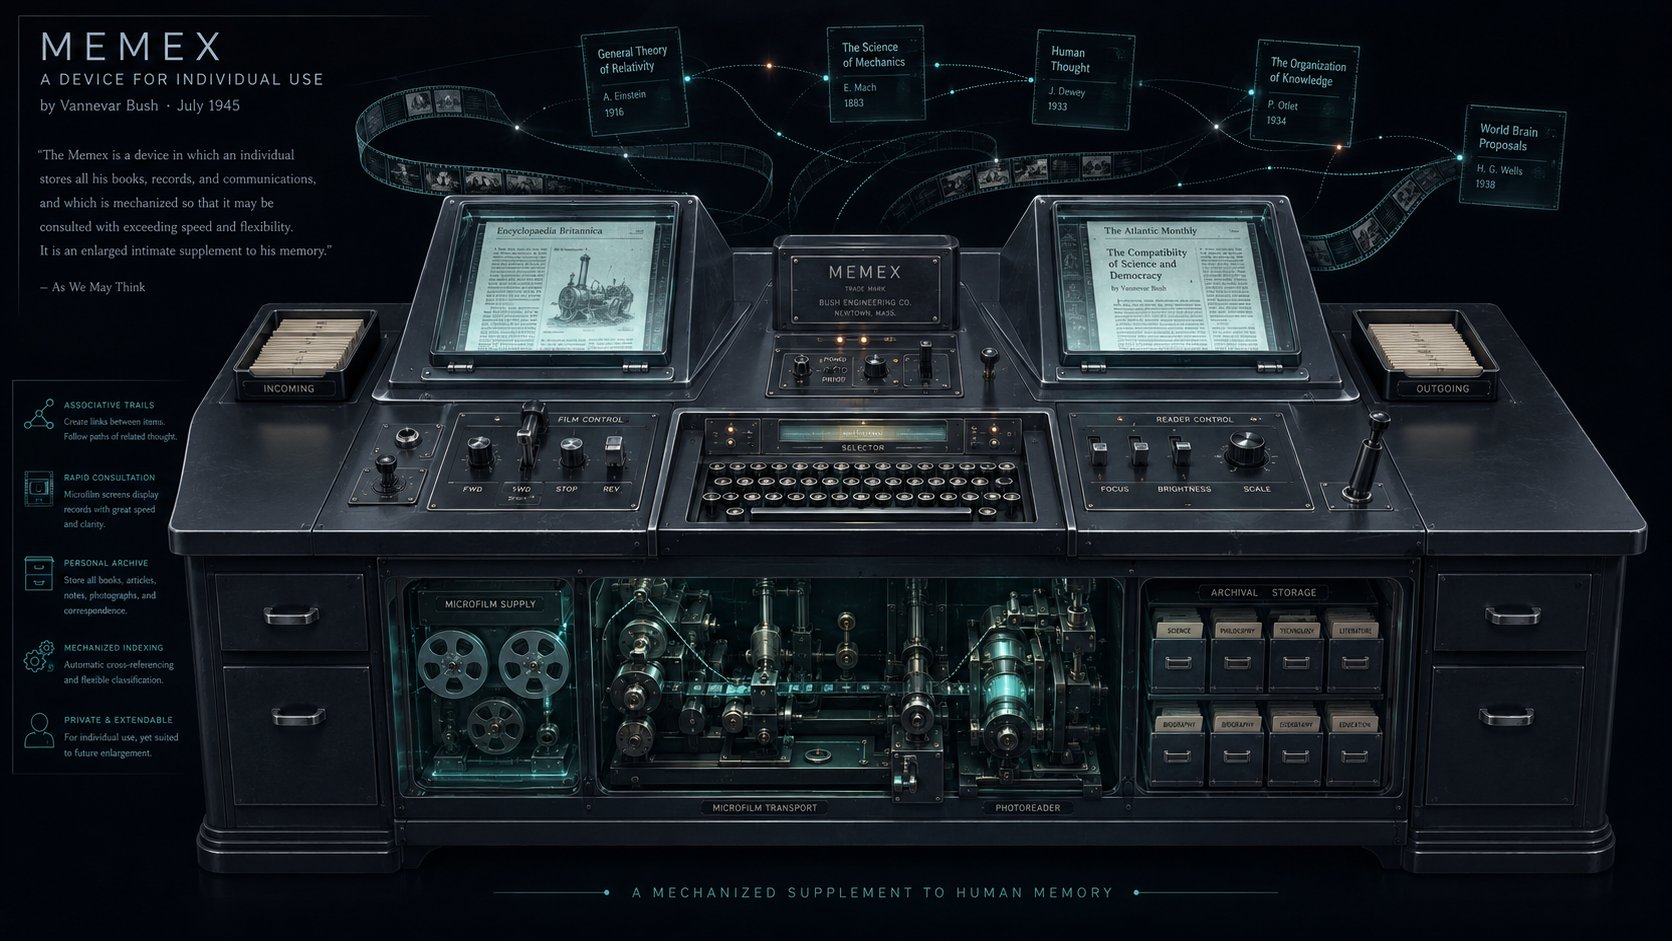 MEMEX
A DEVICE FOR INDIVIDUAL USE
by Vannevar Bush · July 1945
“The Memex is a device in which an individual
stores all his books, records, and communications,
and which is mechanized so that it may be
consulted with exceeding speed and flexibility.
It is an enlarged intimate supplement to his memory.”
– As We May Think
General Theory
of Relativity
A. Einstein
1916
The Science
of Mechanics
E. Mach
1883
Human
Thought
J. Dewey
1933
The Organization
of Knowledge
P. Otlet
1934
World Brain
Proposals
H. G. Wells
1938
Encyclopaedia Britannica
MEMEX
TRADE MARK
BUSH ENGINEERING CO.
NEWTOWN, MASS.
The Atlantic Monthly
The Compatibilty
of Science and
Democracy
by Vannevar Bush
INCOMING
OUTGOING
ASSOCIATIVE TRAILS
Create links between items.
Follow paths of related thought.
RAPID CONSULTATION
Microfilm screens display
records with great speed
and clarity.
PERSONAL ARCHIVE
Store all books, articles,
notes, photographs, and
correspondence.
MECHANIZED INDEXING
Automatic cross-referencing
and flexible classification.
PRIVATE & EXTENDABLE
For individual use, yet suited
to future enlargement.
FILM CONTROL
FWD
STOP
REV
SELECTOR
READER CONTROL
FOCUS
BRIGHTNESS
SCALE
MICROFILM SUPPLY
MICROFILM TRANSPORT
PHOTOREADER
ARCHIVAL STORAGE
SCIENCE
PHILOSOPHY
LITERATURE
BIOGRAPHY
EDUCATION
A MECHANIZED SUPPLEMENT TO HUMAN MEMORY